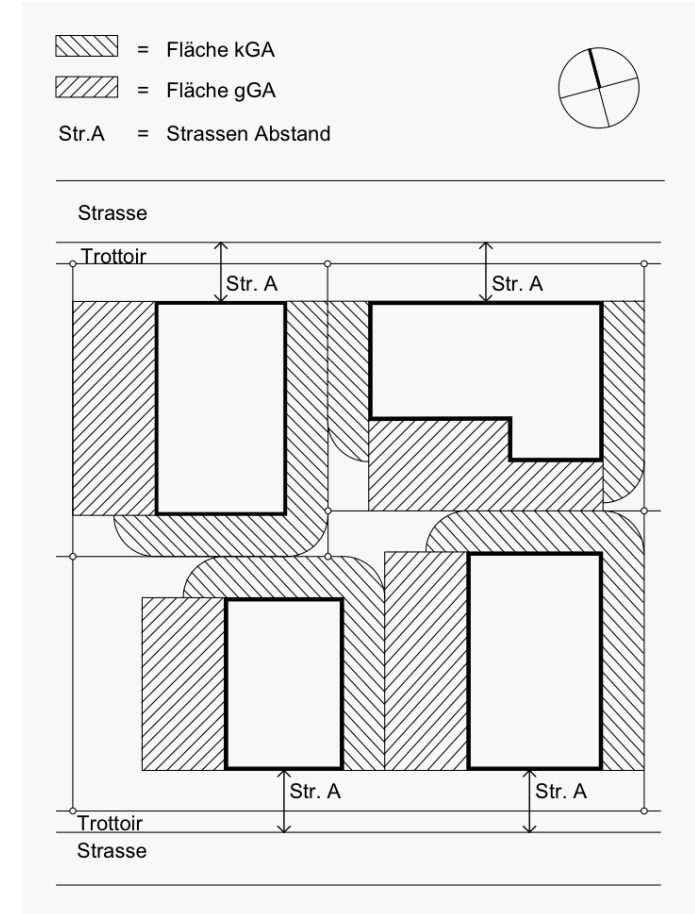 = Fläche kGA
= Fläche gGA
Str.A = Strassen Abstand
Strasse
Trottoir
Str. A
Str. A
Str. A
Str. A
Trottoir
Strasse